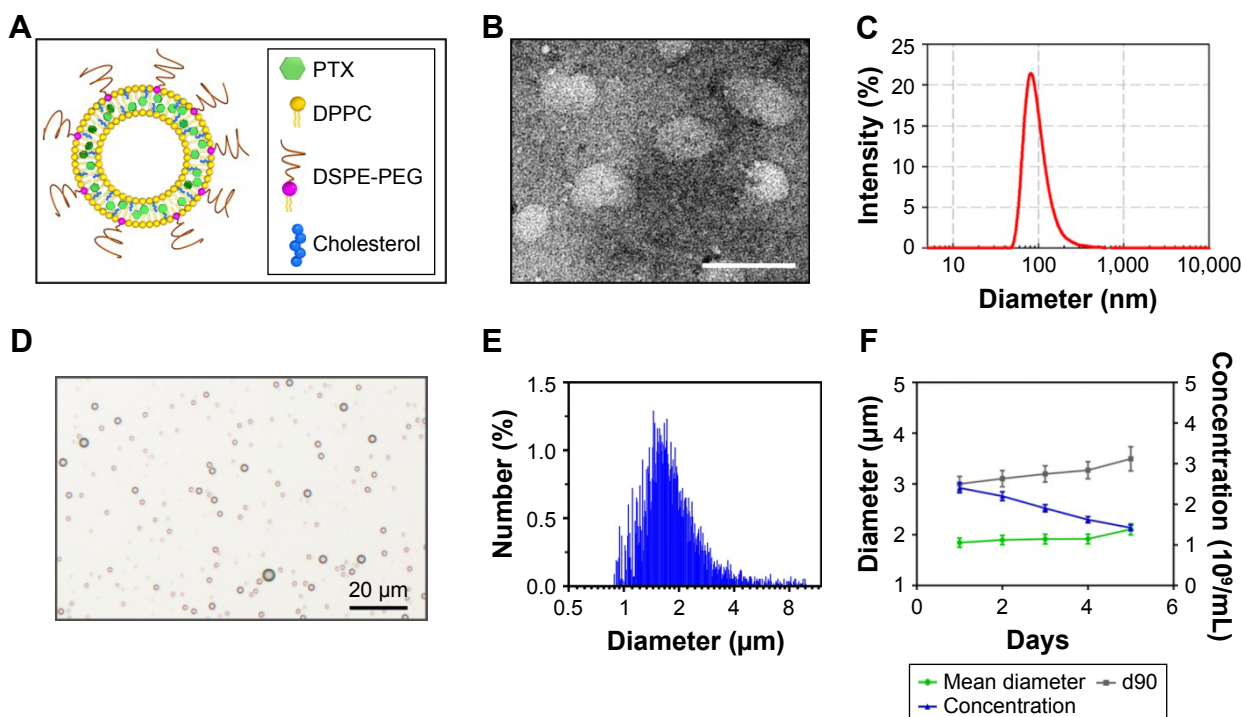 A
PTX
DPPC
DSPE-PEG
Cholesterol
B
C
Intensity (%)
25
20
15
10
5
0
10
100
1,000
10,000
Diameter (nm)
D
20 µm
E
Number (%)
1.5
1.0
0.5
0.0
0.5
1
2
4
8
Diameter (µm)
F
Diameter (µm)
5
4
3
2
1
0
2
4
6
Days
5
4
3
2
1
0
Concentration (10⁹/mL)
Mean diameter
d90
Concentration